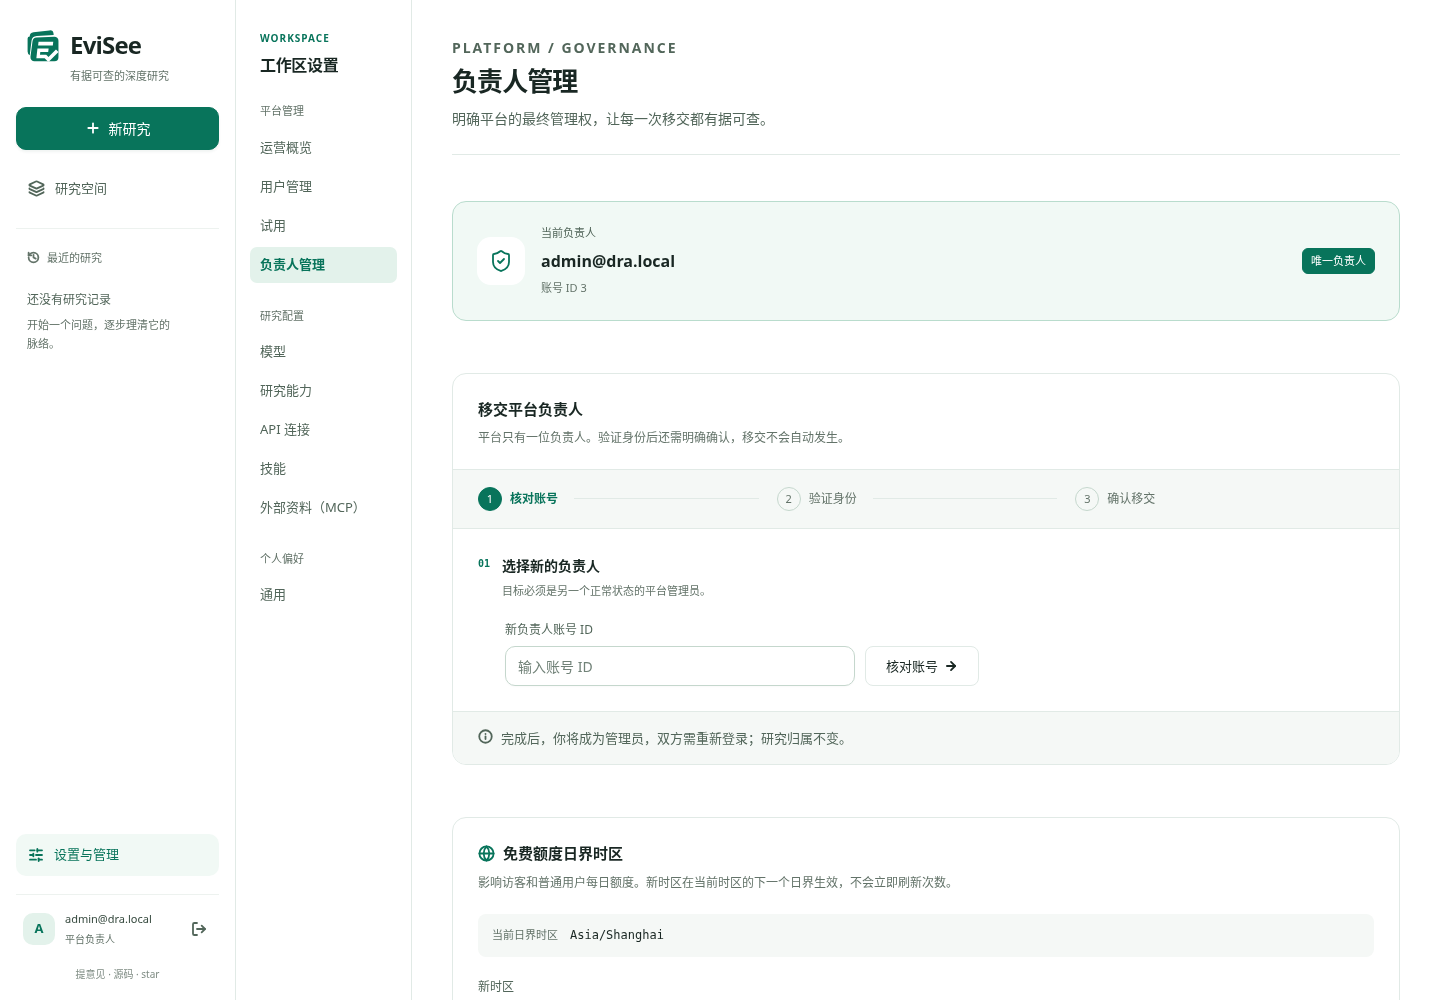 EviSee
有据可查的深度研究
新研究
研究空间
最近的研究
还没有研究记录
开始一个问题，逐步理清它的
脉络。
设置与管理
A
admin@dra.local
平台负责人
提意见 · 源码 · star
WORKSPACE
工作区设置
平台管理
运营概览
用户管理
试用
负责人管理
研究配置
模型
研究能力
API 连接
技能
外部资料（MCP）
个人偏好
通用
PLATFORM / GOVERNANCE
负责人管理
明确平台的最终管理权，让每一次移交都有据可查。
当前负责人
admin@dra.local
账号 ID 3
唯一负责人
移交平台负责人
平台只有一位负责人。验证身份后还需明确确认，移交不会自动发生。
1 核对账号 2 验证身份 3 确认移交
01 选择新的负责人
目标必须是另一个正常状态的平台管理员。
新负责人账号 ID
输入账号 ID 核对账号
完成后，你将成为管理员，双方需重新登录；研究归属不变。
免费额度日界时区
影响访客和普通用户每日额度。新时区在当前时区的下一个日界生效，不会立即刷新次数。
当前日界时区 Asia/Shanghai
新时区